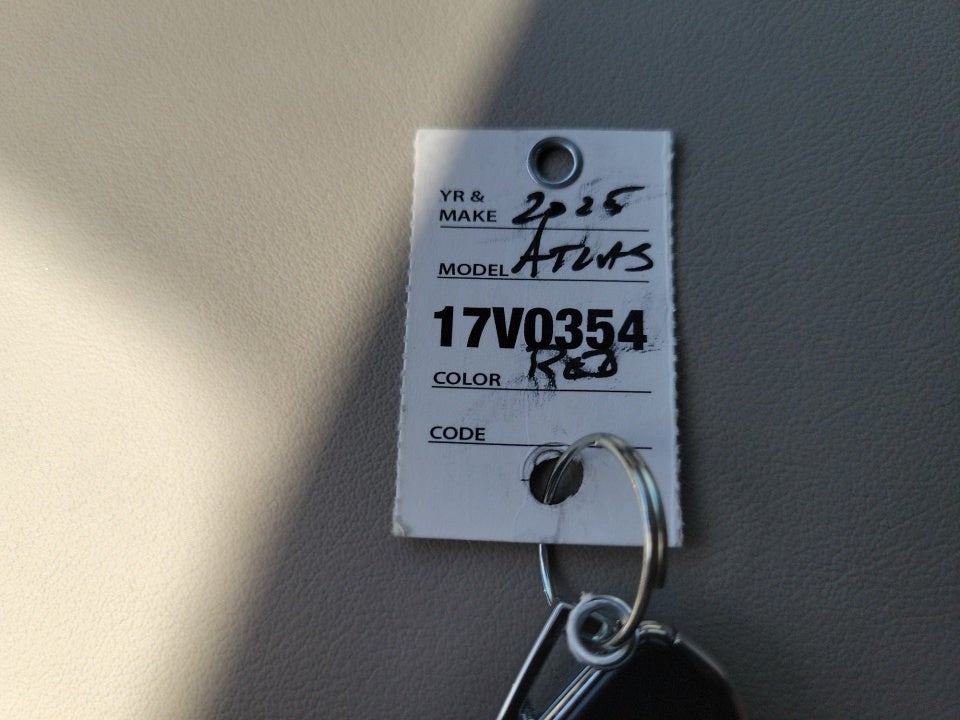 YR &
MAKE 2025
MODEL ATLAS
17V0354
RED
COLOR
CODE